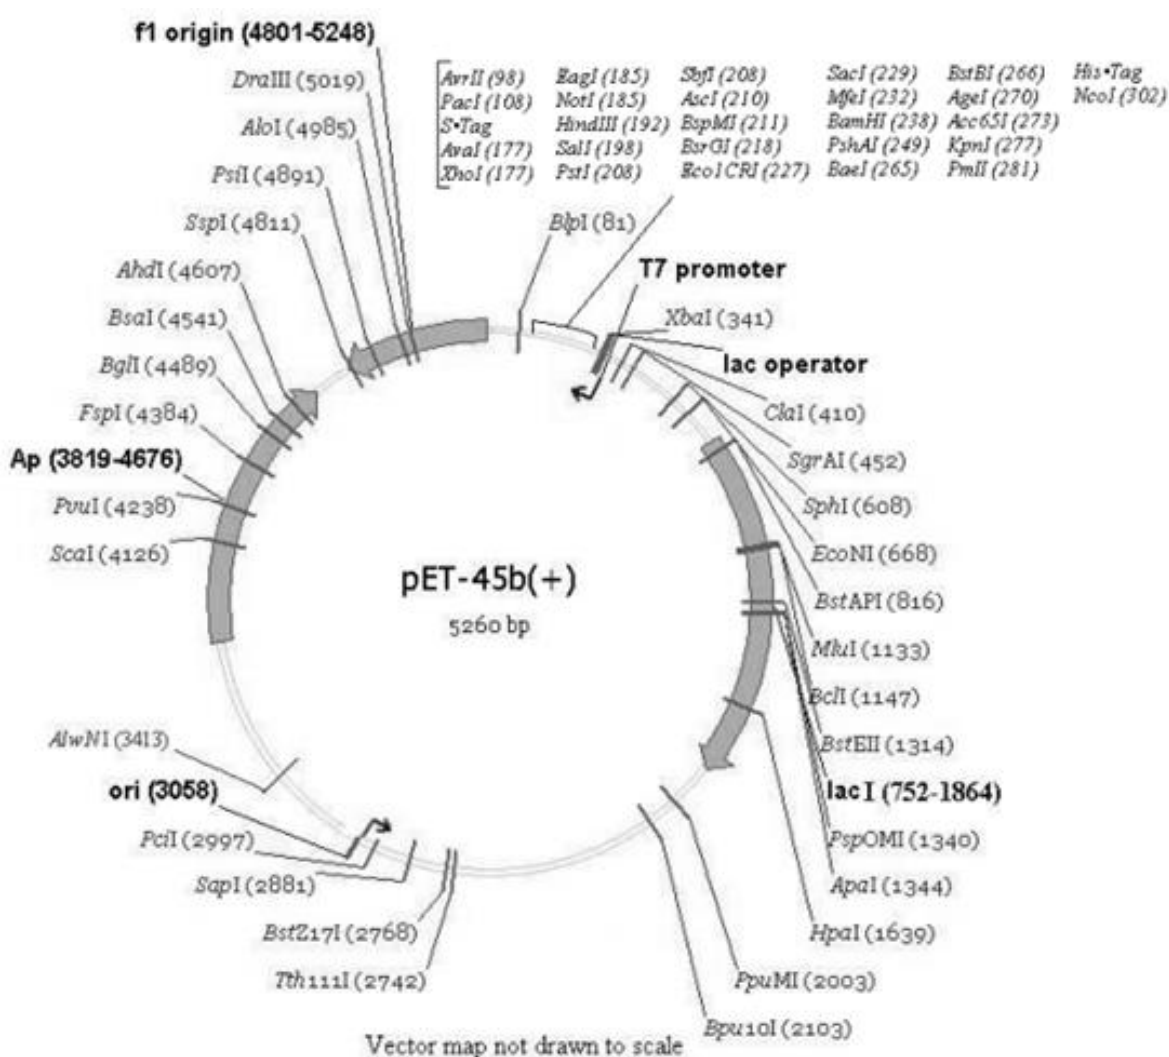 f1 origin (4801-5248)
DraIII (5019)
AloI (4985)
PsiI (4891)
SspI (4811)
AhdI (4607)
BsaI (4541)
BglI (4489)
FspI (4384)
Ap (3819-4676)
PvuI (4238)
ScaI (4126)
AlwNI (3413)
ori (3058)
PciI (2997)
SapI (2881)
BstZ17I (2768)
Tth111I (2742)
AvrII (98) EagI (185) SbfI (208) SacI (229) BstBI (266) His•Tag
PacI (108) NotI (185) AscI (210) MfeI (232) AgeI (270) NcoI (302)
S•Tag HindIII (192) BspMI (211) BamHI (238) Acc65I (273)
AvaI (177) SalI (198) BsrGI (218) PshAI (249) KpnI (277)
XhoI (177) PstI (208) Eco1CRI (227) BaeI (265) PmlI (281)
BlpI (81)
T7 promoter
XbaI (341)
lac operator
ClaI (410)
SgrAI (452)
SphI (608)
EcoNI (668)
BstAPI (816)
MluI (1133)
BclI (1147)
BstEII (1314)
lac I (752-1864)
PspOMI (1340)
ApaI (1344)
HpaI (1639)
PpuMI (2003)
Bpu10I (2103)
pET-45b(+)
5260 bp
Vector map not drawn to scale